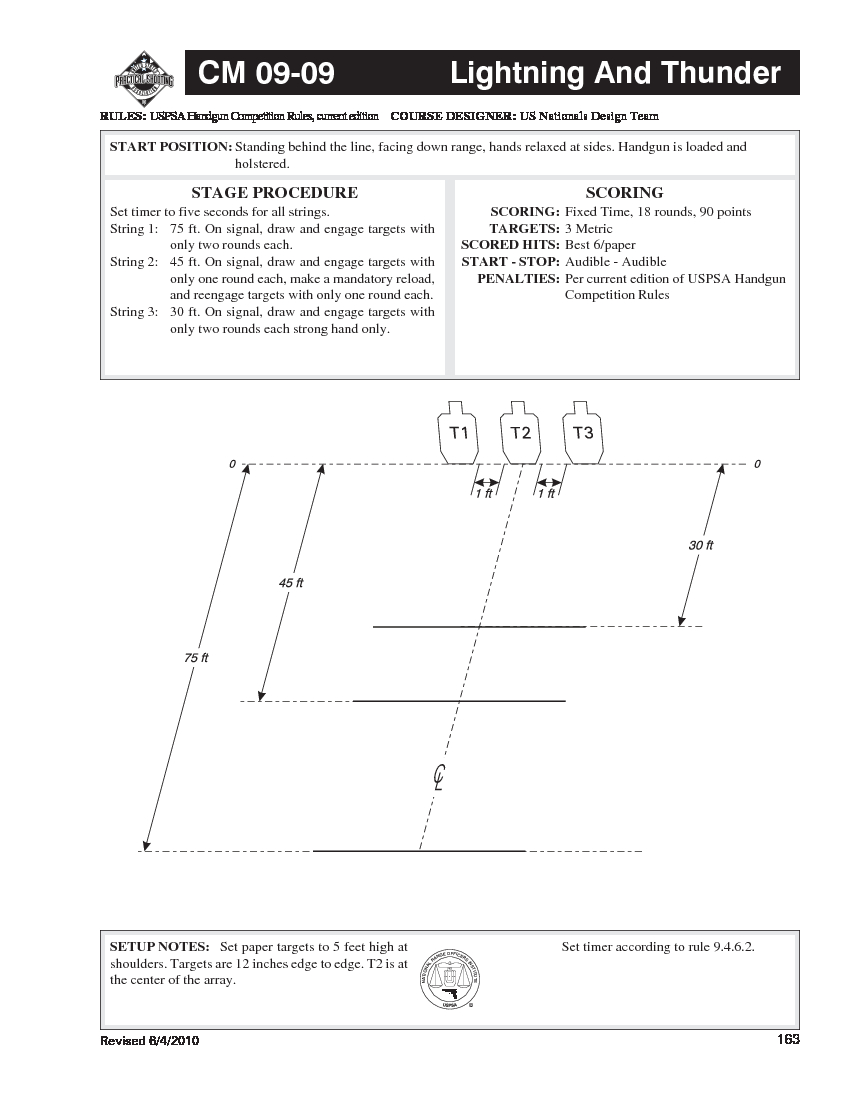 CM 09-09 Lightning And Thunder
PRACTICAL SHOOTING
RULES: USPSA Handgun Competition Rules, current edition COURSE DESIGNER: US Nationals Design Team
START POSITION: Standing behind the line, facing down range, hands relaxed at sides. Handgun is loaded and
holstered.
STAGE PROCEDURE
Set timer to five seconds for all strings.
String 1: 75 ft. On signal, draw and engage targets with
only two rounds each.
String 2: 45 ft. On signal, draw and engage targets with
only one round each, make a mandatory reload,
and reengage targets with only one round each.
String 3: 30 ft. On signal, draw and engage targets with
only two rounds each strong hand only.
SCORING
SCORING: Fixed Time, 18 rounds, 90 points
TARGETS: 3 Metric
SCORED HITS: Best 6/paper
START - STOP: Audible - Audible
PENALTIES: Per current edition of USPSA Handgun
Competition Rules
T1 T2 T3
0 0
1 ft 1 ft
30 ft
45 ft
75 ft
CL
SETUP NOTES: Set paper targets to 5 feet high at
shoulders. Targets are 12 inches edge to edge. T2 is at
the center of the array.
NATIONAL RANGE OFFICERS INSTITUTE
USPSA
Set timer according to rule 9.4.6.2.
Revised 6/4/2010 163